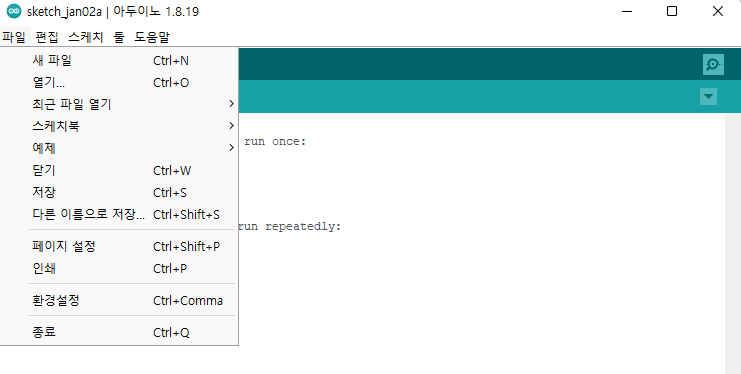 sketch_jan02a | 아두이노 1.8.19
파일 편집 스케치 툴 도움말
새 파일 Ctrl+N
열기... Ctrl+O
최근 파일 열기
스케치북
예제
run once:
닫기 Ctrl+W
저장 Ctrl+S
다른 이름으로 저장... Ctrl+Shift+S
run repeatedly:
페이지 설정 Ctrl+Shift+P
인쇄 Ctrl+P
환경설정 Ctrl+Comma
종료 Ctrl+Q